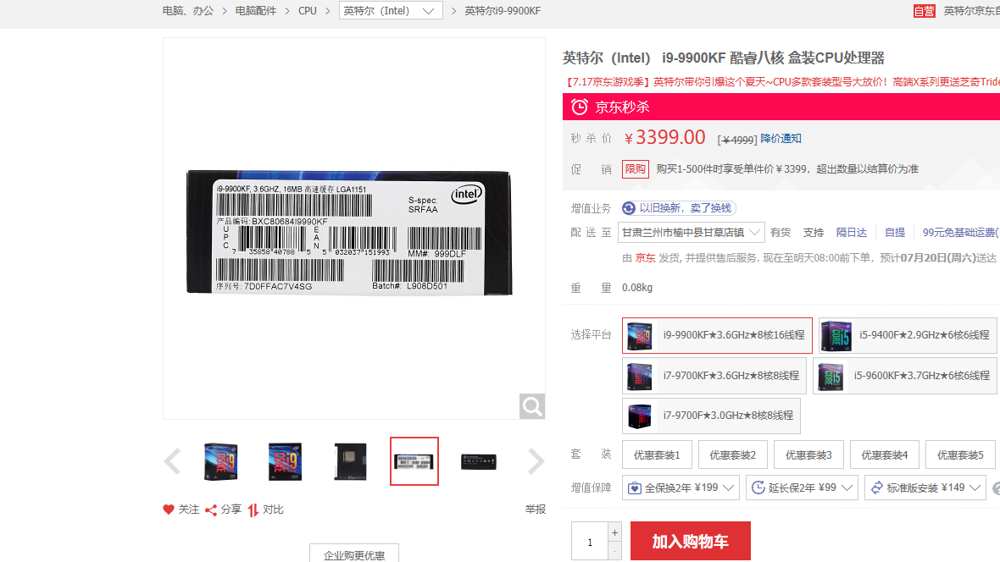 电脑、办公 > 电脑配件 > CPU > 英特尔（Intel） > 英特尔i9-9900KF
自营 英特尔京东自
英特尔（Intel） i9-9900KF 酷睿八核 盒装CPU处理器
【7.17京东游戏季】英特尔带你引爆这个夏天~CPU多款套装型号大放价！高端X系列更送芝奇Tride
京东秒杀
秒杀价 ￥3399.00 [￥4999] 降价通知
促销 限购 购买1-500件时享受单件价￥3399，超出数量以结算价为准
增值业务 以旧换新，卖了换钱
配送至 甘肃兰州市榆中县甘草店镇 有货 支持 隔日达 自提 99元免基础运费(
由 京东 发货, 并提供售后服务. 现在至明天08:00前下单，预计07月20日(周六)送达
重量 0.08kg
选择平台 i9-9900KF★3.6GHz★8核16线程 i5-9400F★2.9GHz★6核6线程
i7-9700KF★3.6GHz★8核8线程 i5-9600KF★3.7GHz★6核6线程
i7-9700F★3.0GHz★8核8线程
套装 优惠套装1 优惠套装2 优惠套装3 优惠套装4 优惠套装5
增值保障 全保换2年 ¥199 延长保2年 ¥99 标准版安装 ¥149
1 + -
加入购物车
i9-9900KF, 3.6GHZ, 16MB 高速缓存 LGA1151
S-spec:
SRFAA
intel
产品编码: BXC80684I9990KF
UPC
7 35858 40788 5
EAN
5 032037 151993
MM#: 999DLF
序列号: 7D0FFAC7V4SG
Batch#: L908D501
关注 分享 对比 举报
企业购更优惠